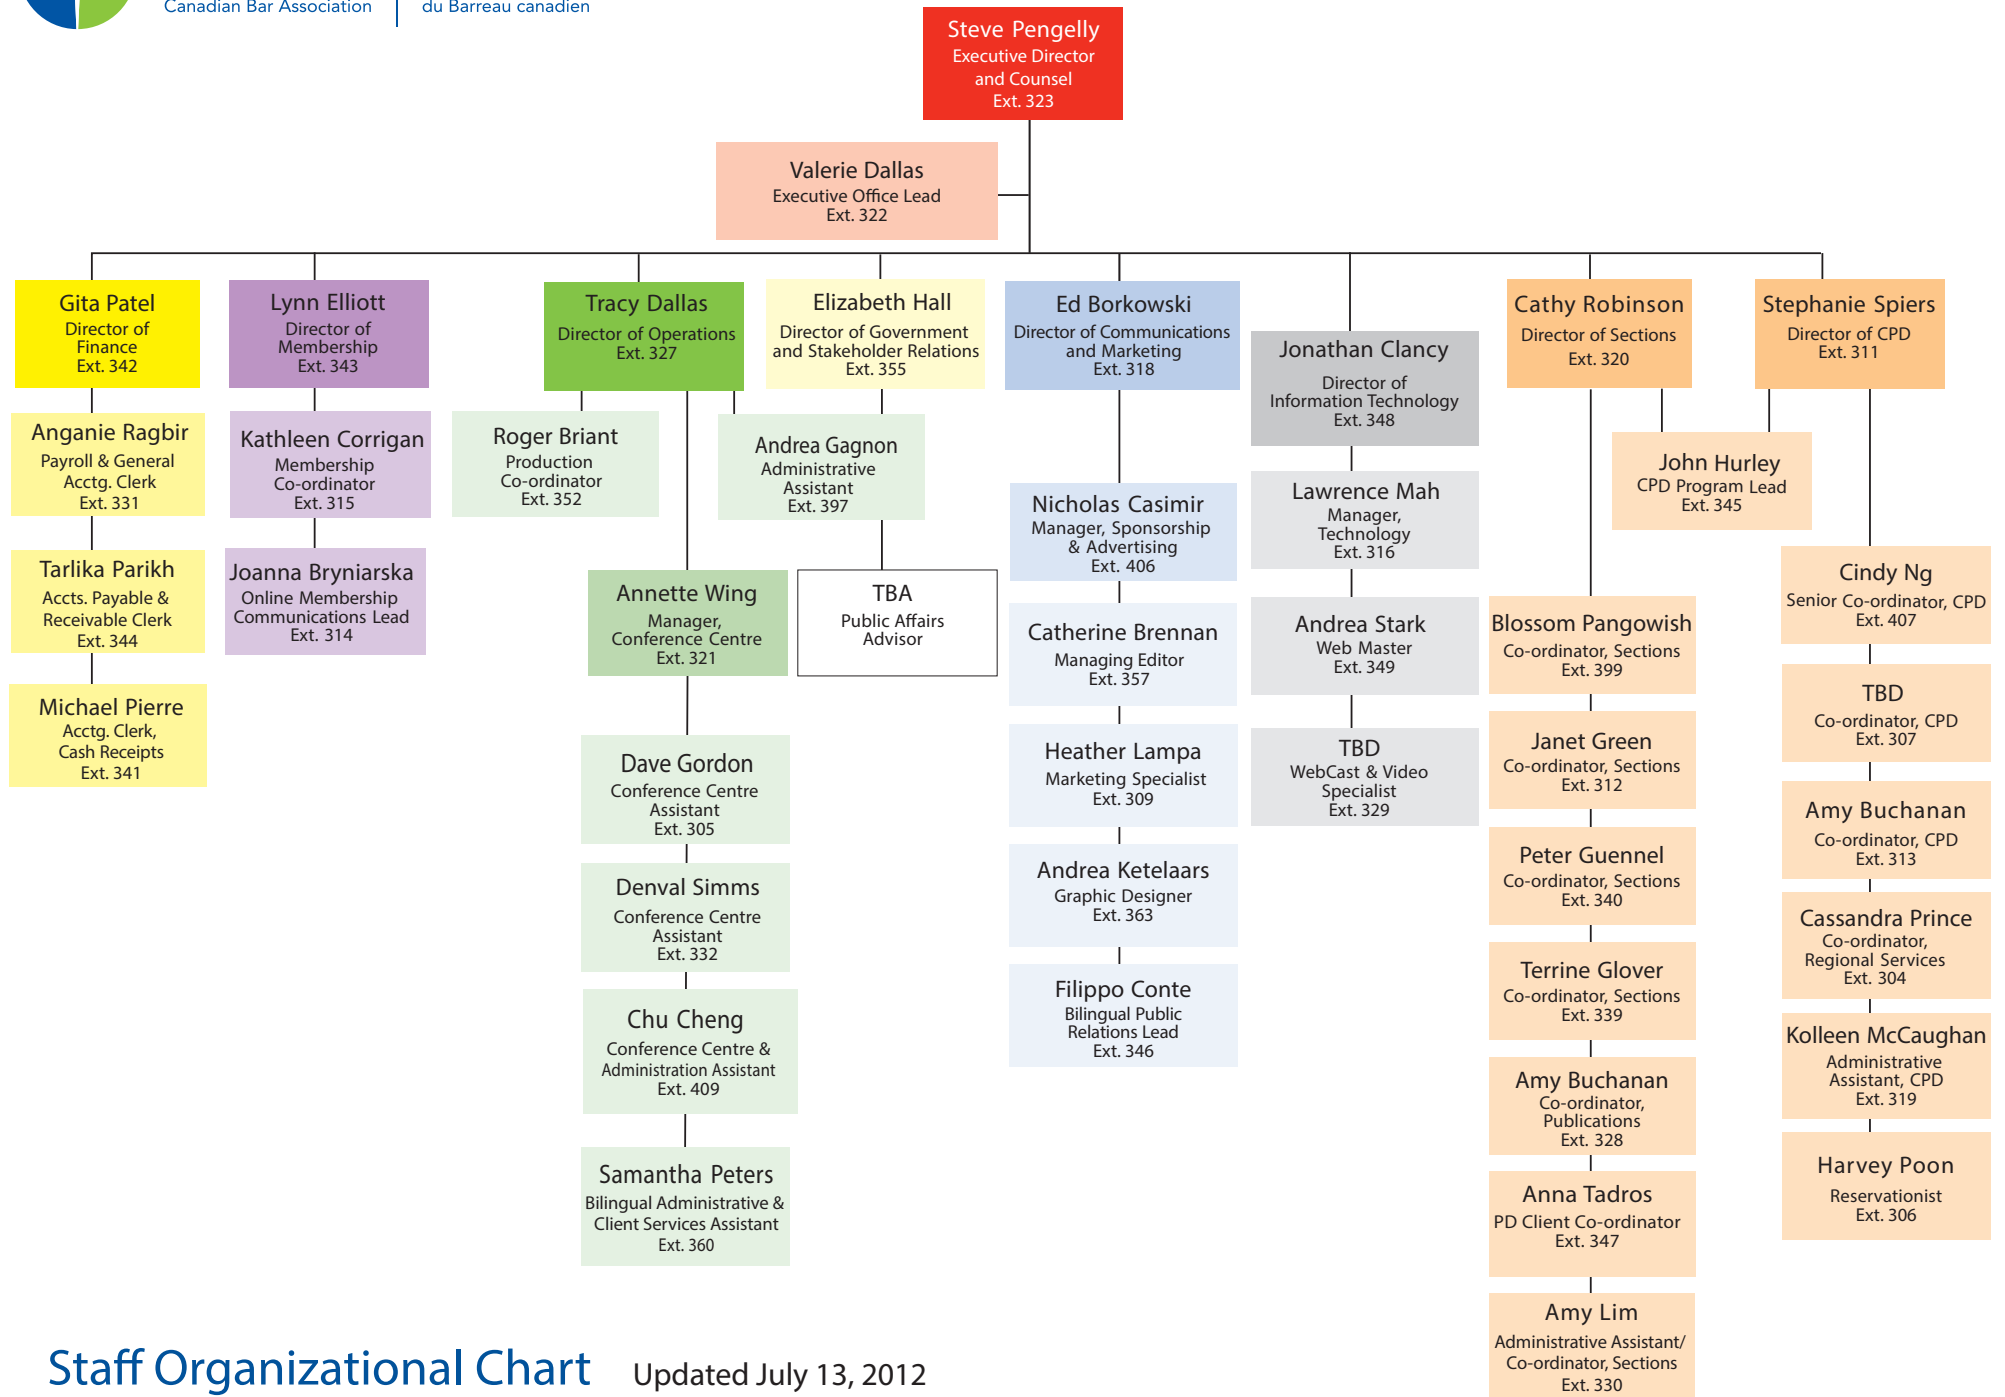 Canadian Bar Association
du Barreau canadien
Steve Pengelly
Executive Director
and Counsel
Ext. 323
Valerie Dallas
Executive Office Lead
Ext. 322
Gita Patel
Director of
Finance
Ext. 342
Anganie Ragbir
Payroll & General
Acctg. Clerk
Ext. 331
Tarlika Parikh
Accts. Payable &
Receivable Clerk
Ext. 344
Michael Pierre
Acctg. Clerk,
Cash Receipts
Ext. 341
Lynn Elliott
Director of
Membership
Ext. 343
Kathleen Corrigan
Membership
Co-ordinator
Ext. 315
Joanna Bryniarska
Online Membership
Communications Lead
Ext. 314
Tracy Dallas
Director of Operations
Ext. 327
Roger Briant
Production
Co-ordinator
Ext. 352
Annette Wing
Manager,
Conference Centre
Ext. 321
Dave Gordon
Conference Centre
Assistant
Ext. 305
Denval Simms
Conference Centre
Assistant
Ext. 332
Chu Cheng
Conference Centre &
Administration Assistant
Ext. 409
Samantha Peters
Bilingual Administrative &
Client Services Assistant
Ext. 360
Elizabeth Hall
Director of Government
and Stakeholder Relations
Ext. 355
Andrea Gagnon
Administrative
Assistant
Ext. 397
TBA
Public Affairs
Advisor
Ed Borkowski
Director of Communications
and Marketing
Ext. 318
Nicholas Casimir
Manager, Sponsorship
& Advertising
Ext. 406
Catherine Brennan
Managing Editor
Ext. 357
Heather Lampa
Marketing Specialist
Ext. 309
Andrea Ketelaars
Graphic Designer
Ext. 363
Filippo Conte
Bilingual Public
Relations Lead
Ext. 346
Jonathan Clancy
Director of
Information Technology
Ext. 348
Lawrence Mah
Manager,
Technology
Ext. 316
Andrea Stark
Web Master
Ext. 349
TBD
WebCast & Video
Specialist
Ext. 329
Cathy Robinson
Director of Sections
Ext. 320
John Hurley
CPD Program Lead
Ext. 345
Blossom Pangowish
Co-ordinator, Sections
Ext. 399
Janet Green
Co-ordinator, Sections
Ext. 312
Peter Guennel
Co-ordinator, Sections
Ext. 340
Terrine Glover
Co-ordinator, Sections
Ext. 339
Amy Buchanan
Co-ordinator,
Publications
Ext. 328
Anna Tadros
PD Client Co-ordinator
Ext. 347
Amy Lim
Administrative Assistant/
Co-ordinator, Sections
Ext. 330
Stephanie Spiers
Director of CPD
Ext. 311
Cindy Ng
Senior Co-ordinator, CPD
Ext. 407
TBD
Co-ordinator, CPD
Ext. 307
Amy Buchanan
Co-ordinator, CPD
Ext. 313
Cassandra Prince
Co-ordinator,
Regional Services
Ext. 304
Kolleen McCaughan
Administrative
Assistant, CPD
Ext. 319
Harvey Poon
Reservationist
Ext. 306
Staff Organizational Chart
Updated July 13, 2012